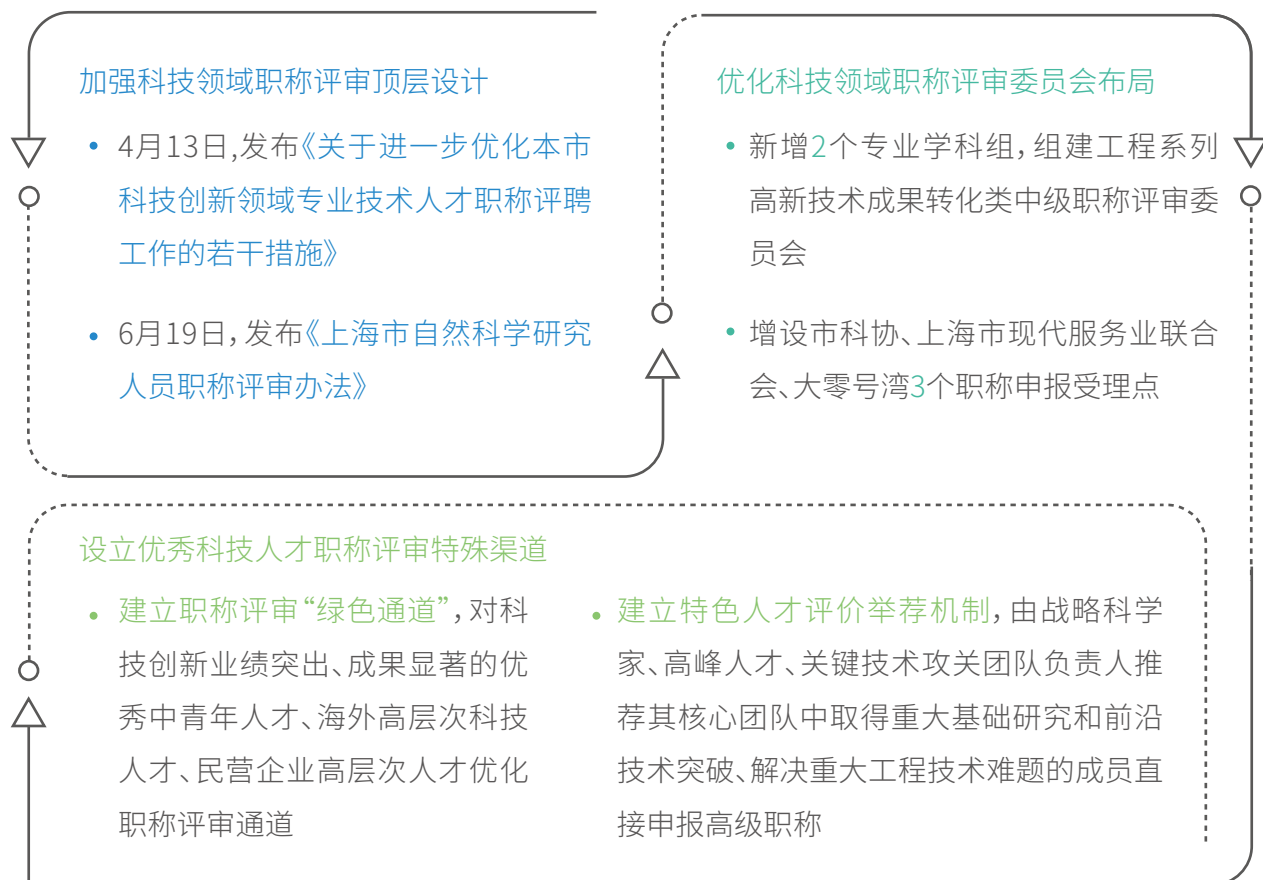 加强科技领域职称评审顶层设计
• 4月13日,发布《关于进一步优化本市
科技创新领域专业技术人才职称评聘
工作的若干措施》
• 6月19日，发布《上海市自然科学研究
人员职称评审办法》
优化科技领域职称评审委员会布局
• 新增2个专业学科组，组建工程系列
高新技术成果转化类中级职称评审委
员会
• 增设市科协、上海市现代服务业联合
会、大零号湾3个职称申报受理点
设立优秀科技人才职称评审特殊渠道
• 建立职称评审“绿色通道”，对科
技创新业绩突出、成果显著的优
秀中青年人才、海外高层次科技
人才、民营企业高层次人才优化
职称评审通道
• 建立特色人才评价举荐机制，由战略科学
家、高峰人才、关键技术攻关团队负责人推
荐其核心团队中取得重大基础研究和前沿
技术突破、解决重大工程技术难题的成员直
接申报高级职称